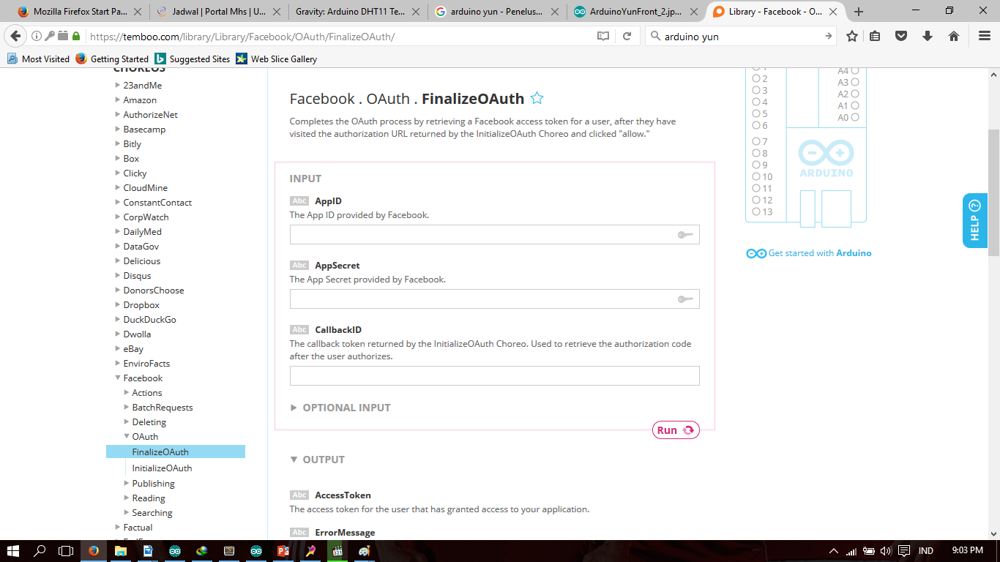 Mozilla Firefox Start Pa...
Jadwal | Portal Mhs | U...
Gravity: Arduino DHT11 Te...
arduino yun - Penelus...
ArduinoYunFront_2.jp...
Library - Facebook - O...
https://temboo.com/library/Library/Facebook/OAuth/FinalizeOAuth/
arduino yun
Most Visited
Getting Started
Suggested Sites
Web Slice Gallery
CHOREOS
23andMe
Amazon
AuthorizeNet
Basecamp
Bitly
Box
Clicky
CloudMine
ConstantContact
CorpWatch
DailyMed
DataGov
Delicious
Disqus
DonorsChoose
Dropbox
DuckDuckGo
Dwolla
eBay
EnviroFacts
Facebook
Actions
BatchRequests
Deleting
OAuth
FinalizeOAuth
InitializeOAuth
Publishing
Reading
Searching
Factual
Facebook . OAuth . FinalizeOAuth
Completes the OAuth process by retrieving a Facebook access token for a user, after they have
visited the authorization URL returned by the InitializeOAuth Choreo and clicked "allow."
INPUT
Abc AppID
The App ID provided by Facebook.
Abc AppSecret
The App Secret provided by Facebook.
Abc CallbackID
The callback token returned by the InitializeOAuth Choreo. Used to retrieve the authorization code
after the user authorizes.
OPTIONAL INPUT
Run
OUTPUT
Abc AccessToken
The access token for the user that has granted access to your application.
Abc ErrorMessage
1
2
3
4
5
6
7
8
9
10
11
12
13
A4
A3
A2
A1
A0
ARDUINO
Get started with Arduino
HELP ?
IND
9:03 PM